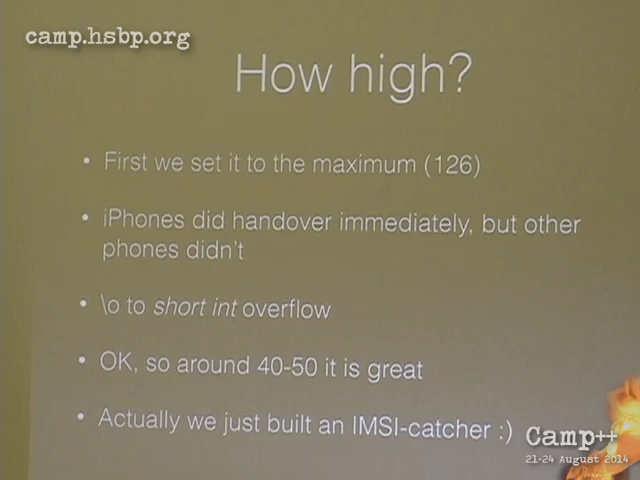 camp.hsbp.org
How high?
• First we set it to the maximum (126)
• iPhones did handover immediately, but other
phones didn't
• \o to short int overflow
• OK, so around 40-50 it is great
• Actually we just built an IMSI-catcher :)
Camp++
21-24 August 2014